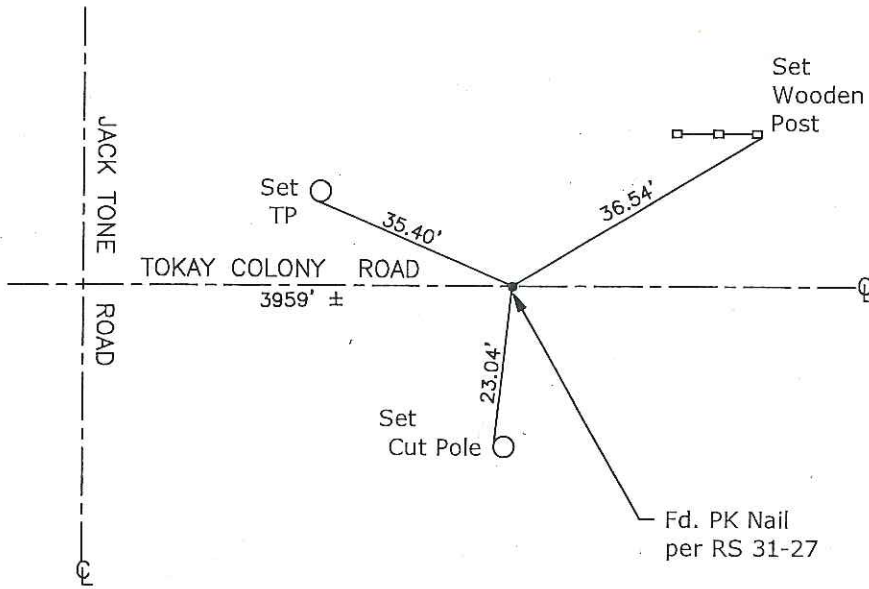 Set
Wooden
Post
JACK TONE
ROAD
Set
TP
35.40'
36.54'
TOKAY COLONY ROAD
3959' ±
℄
23.04'
Set
Cut Pole
Fd. PK Nail
per RS 31-27
℄